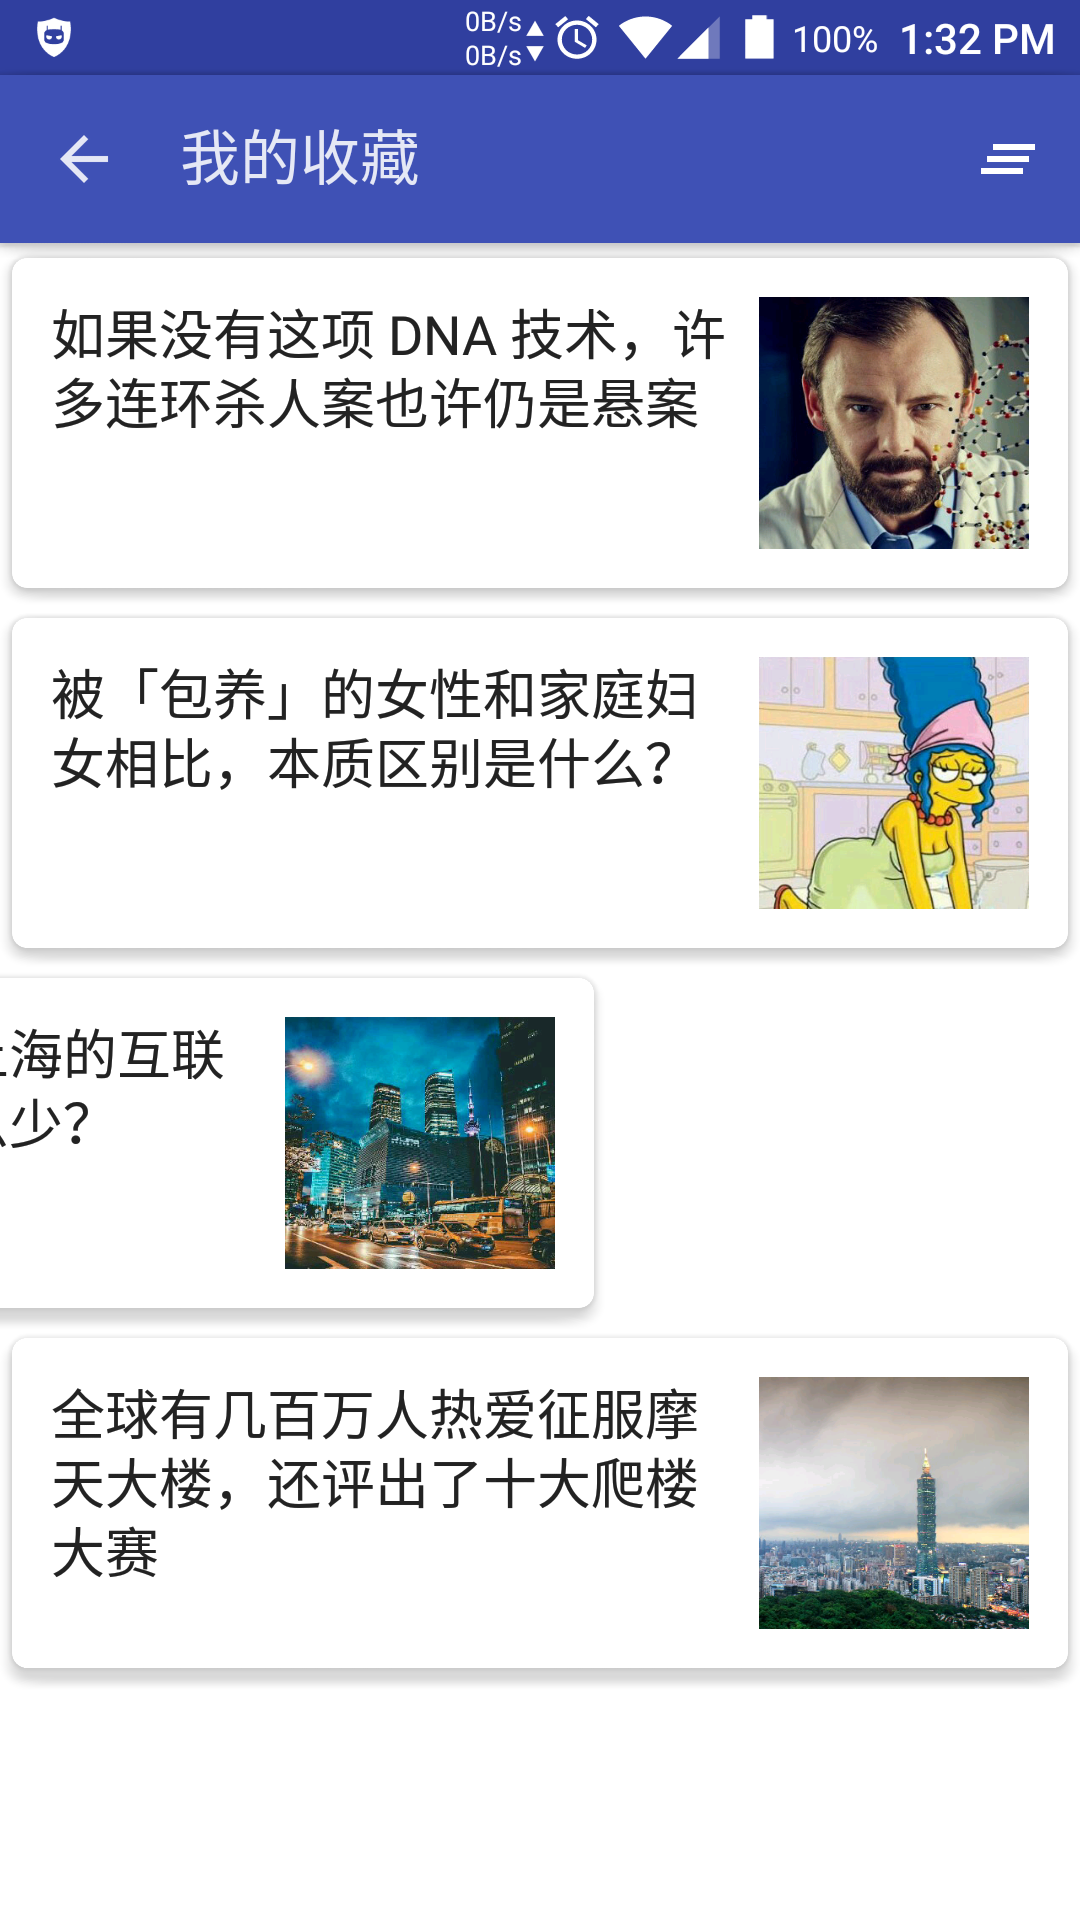 0B/s
0B/s
100% 1:32 PM
我的收藏
如果没有这项 DNA 技术，许
多连环杀人案也许仍是悬案
被「包养」的女性和家庭妇
女相比，本质区别是什么？
海的互联
少？
全球有几百万人热爱征服摩
天大楼，还评出了十大爬楼
大赛